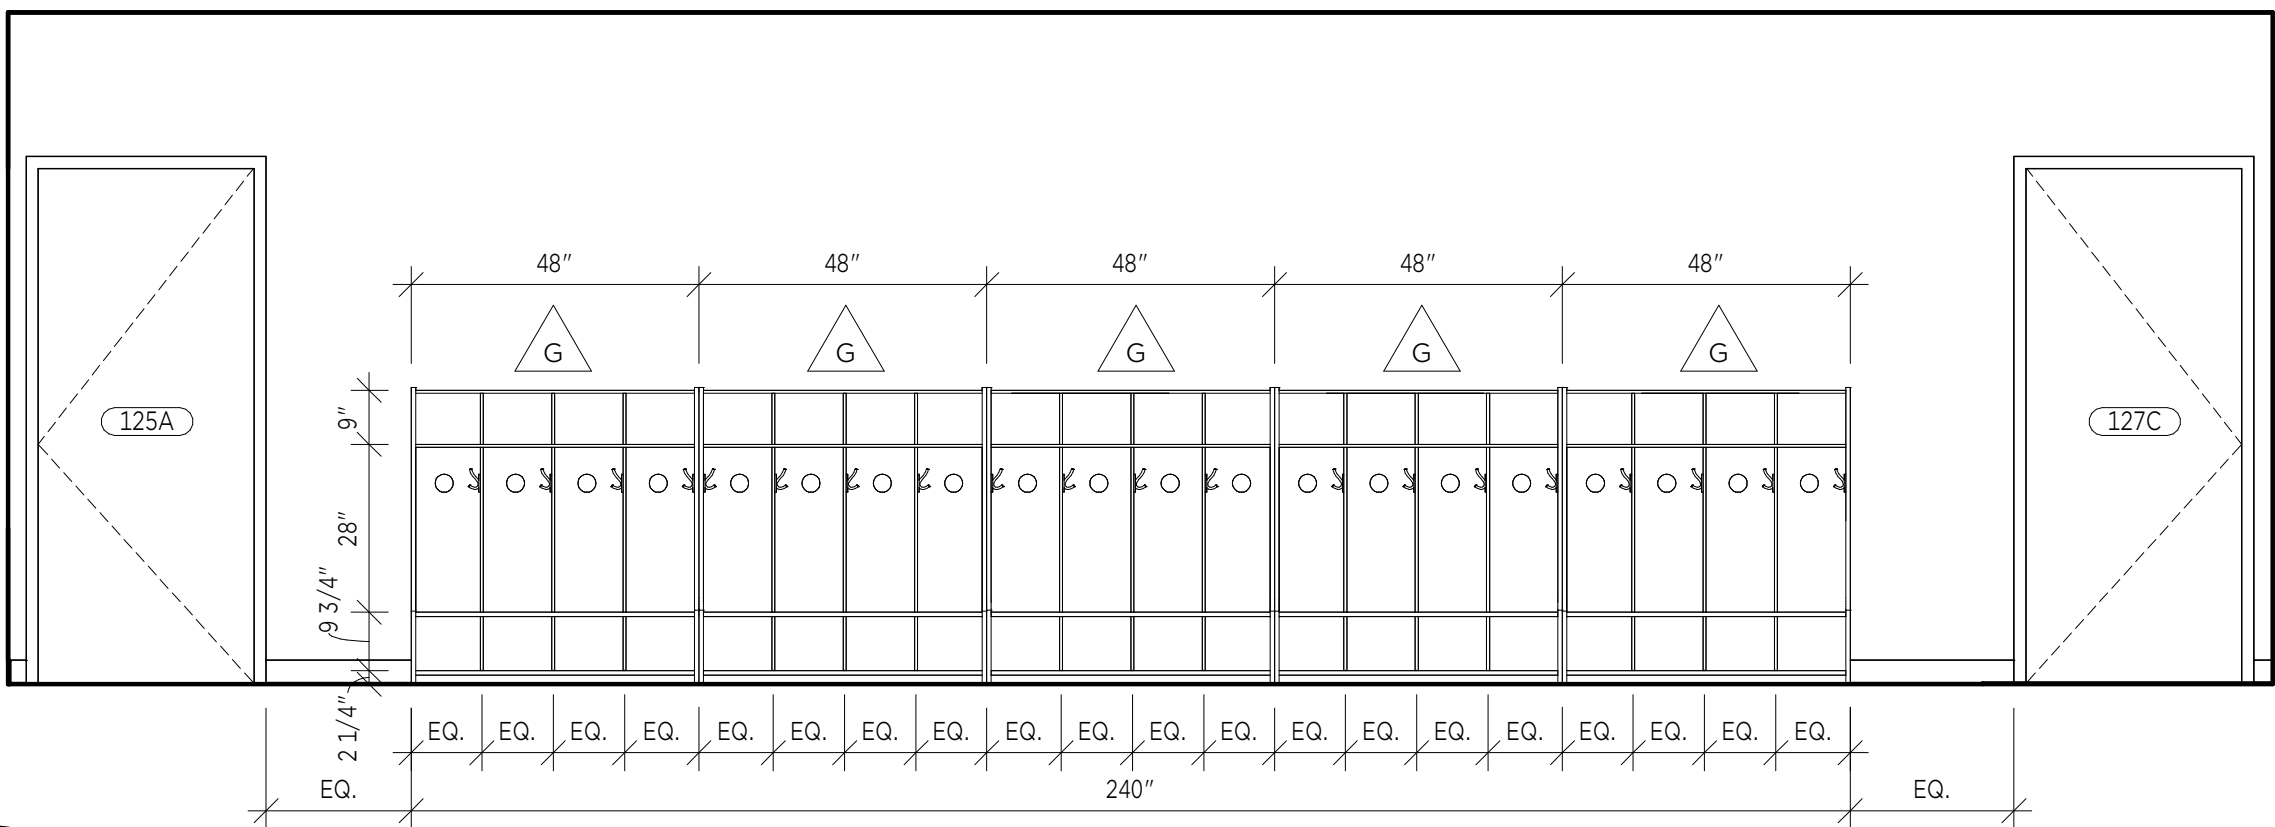 48" 48" 48" 48" 48"
G G G G G
9"
125A 127C
28"
9 3/4"
2 1/4"
EQ. EQ. EQ. EQ. EQ. EQ. EQ. EQ. EQ. EQ. EQ. EQ. EQ. EQ. EQ. EQ. EQ. EQ. EQ. EQ.
EQ. 240" EQ.